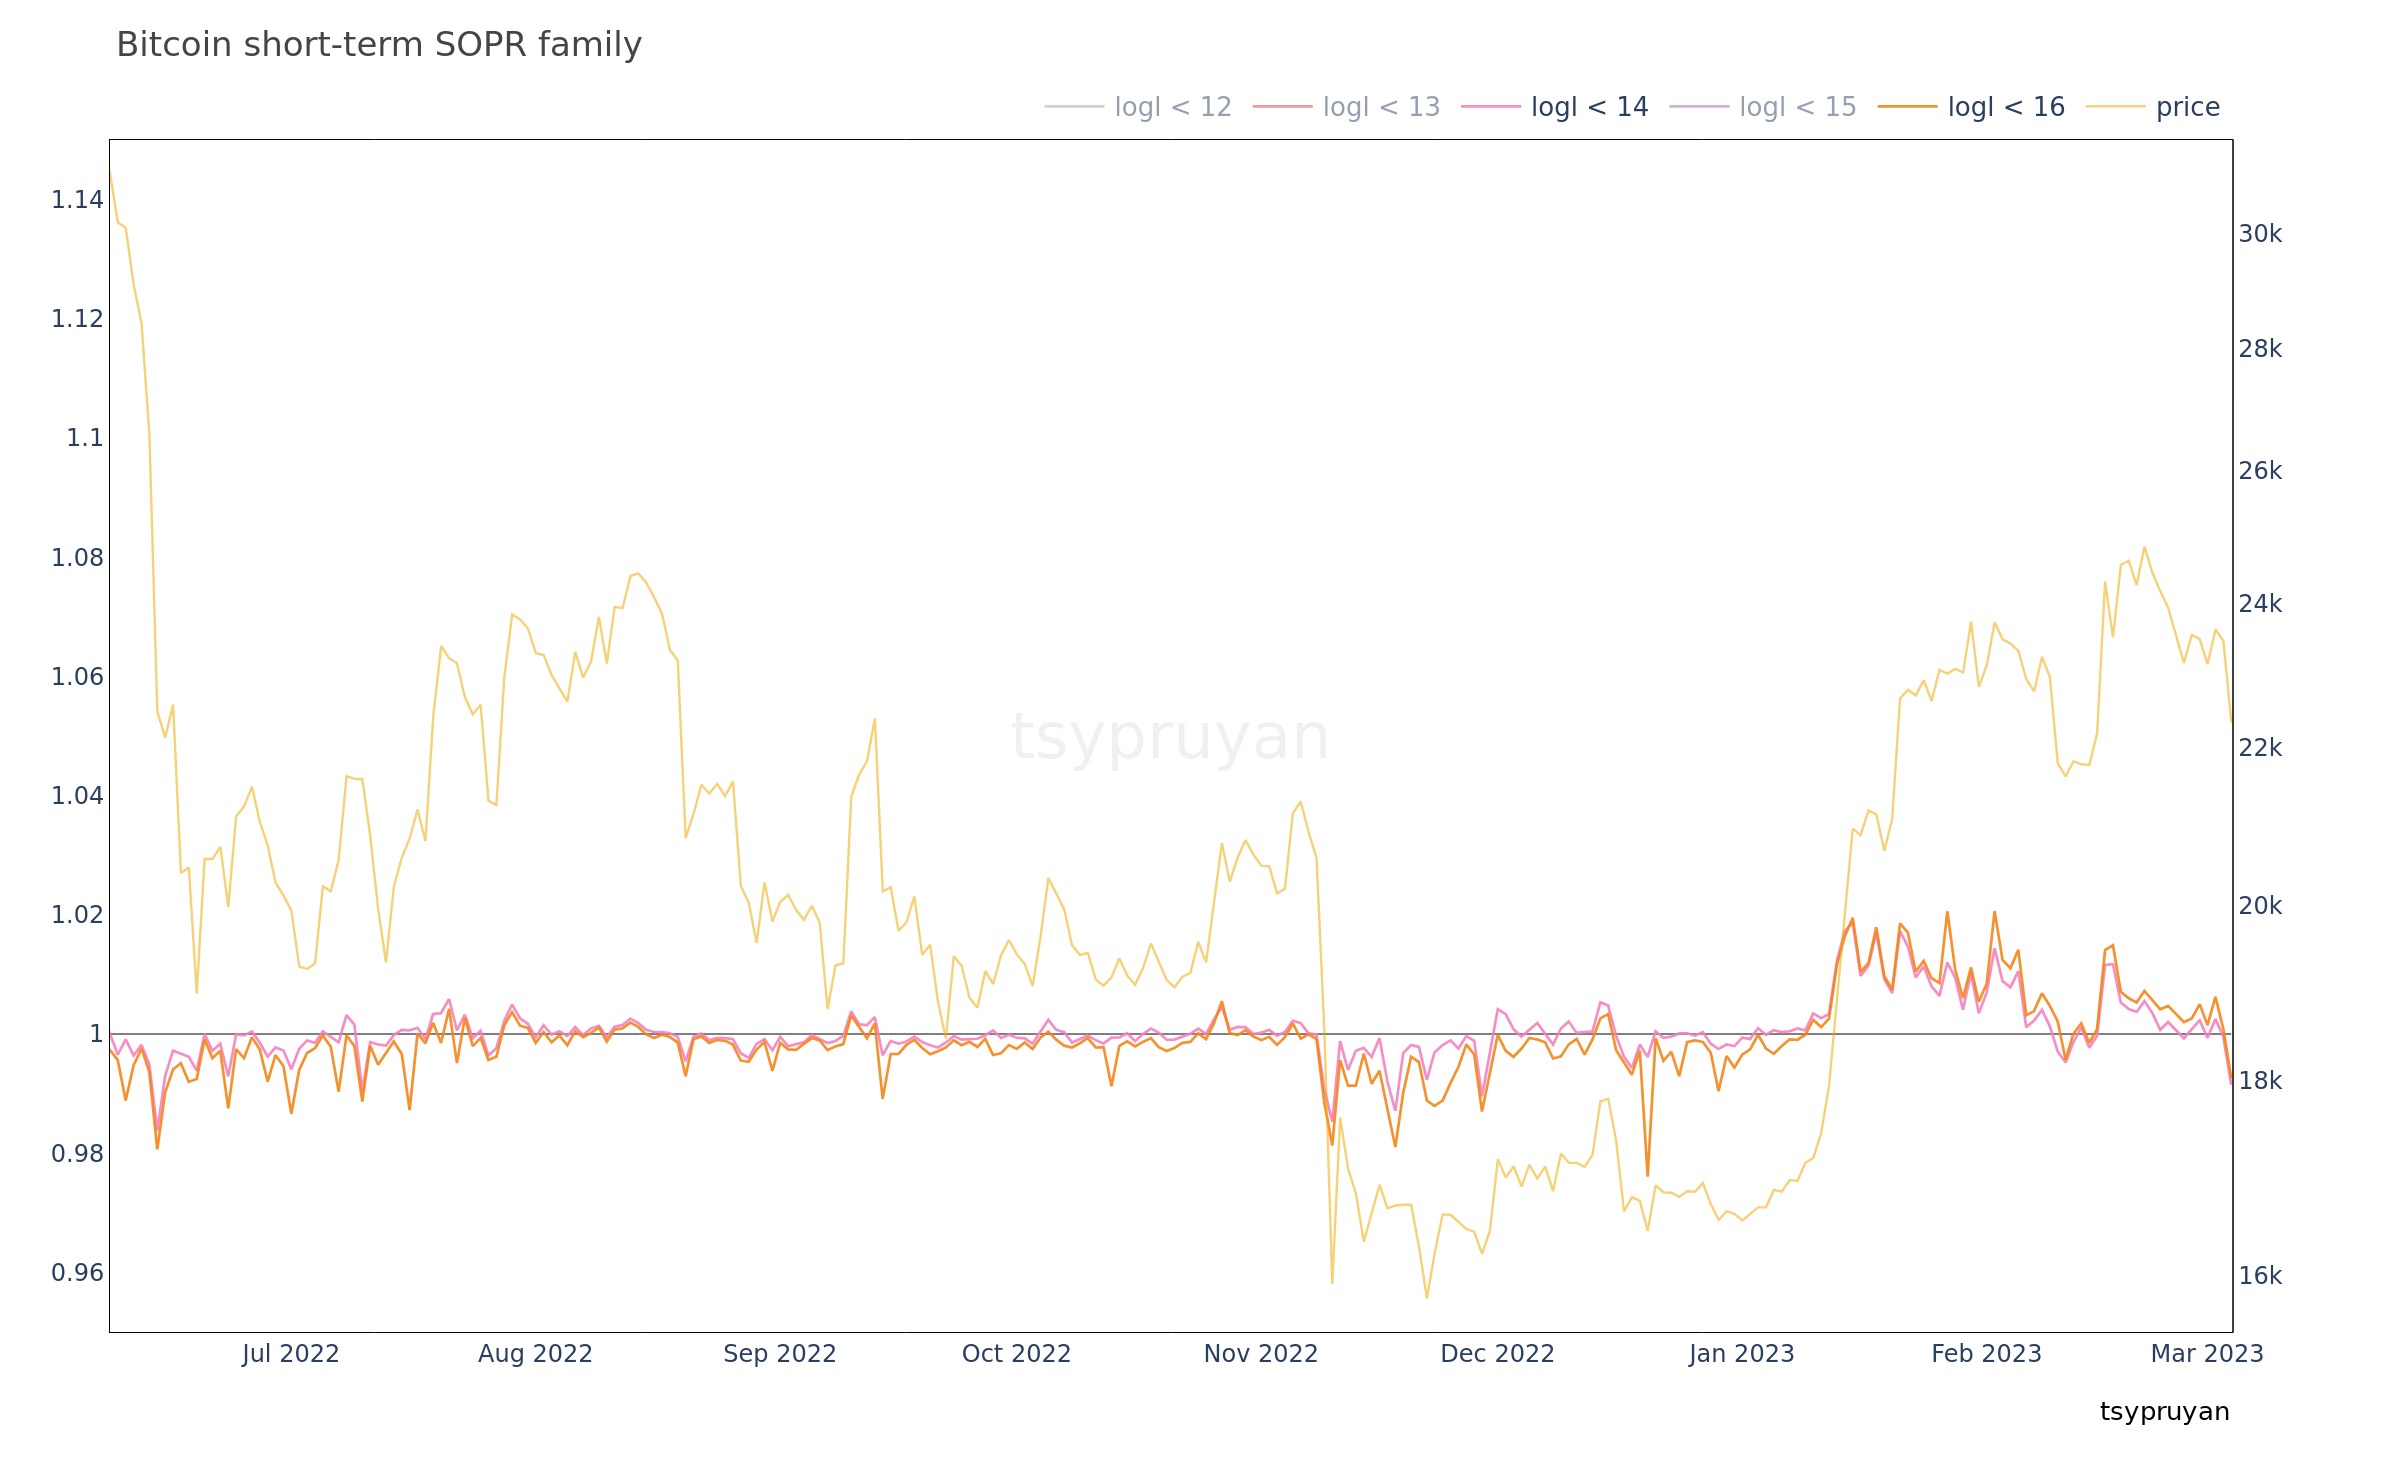 Bitcoin short-term SOPR family
logl < 12 logl < 13 logl < 14 logl < 15 logl < 16 price
1.14
30k
1.12
28k
1.1
26k
1.08
24k
1.06
22k
tsypruyan
1.04
1.02
20k
1
18k
0.98
0.96
16k
Jul 2022 Aug 2022 Sep 2022 Oct 2022 Nov 2022 Dec 2022 Jan 2023 Feb 2023 Mar 2023
tsypruyan